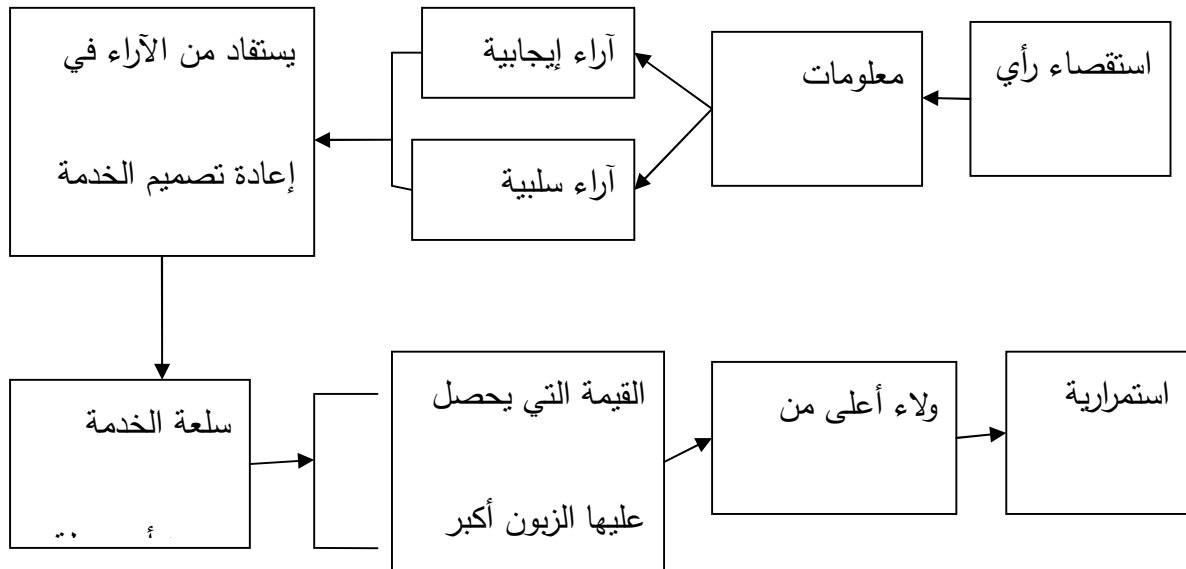 استقصاء رأي
معلومات
آراء إيجابية
آراء سلبية
يستفاد من الآراء في
إعادة تصميم الخدمة
سلعة الخدمة
القيمة التي يحصل
عليها الزبون أكبر
ولاء أعلى من
استمرارية